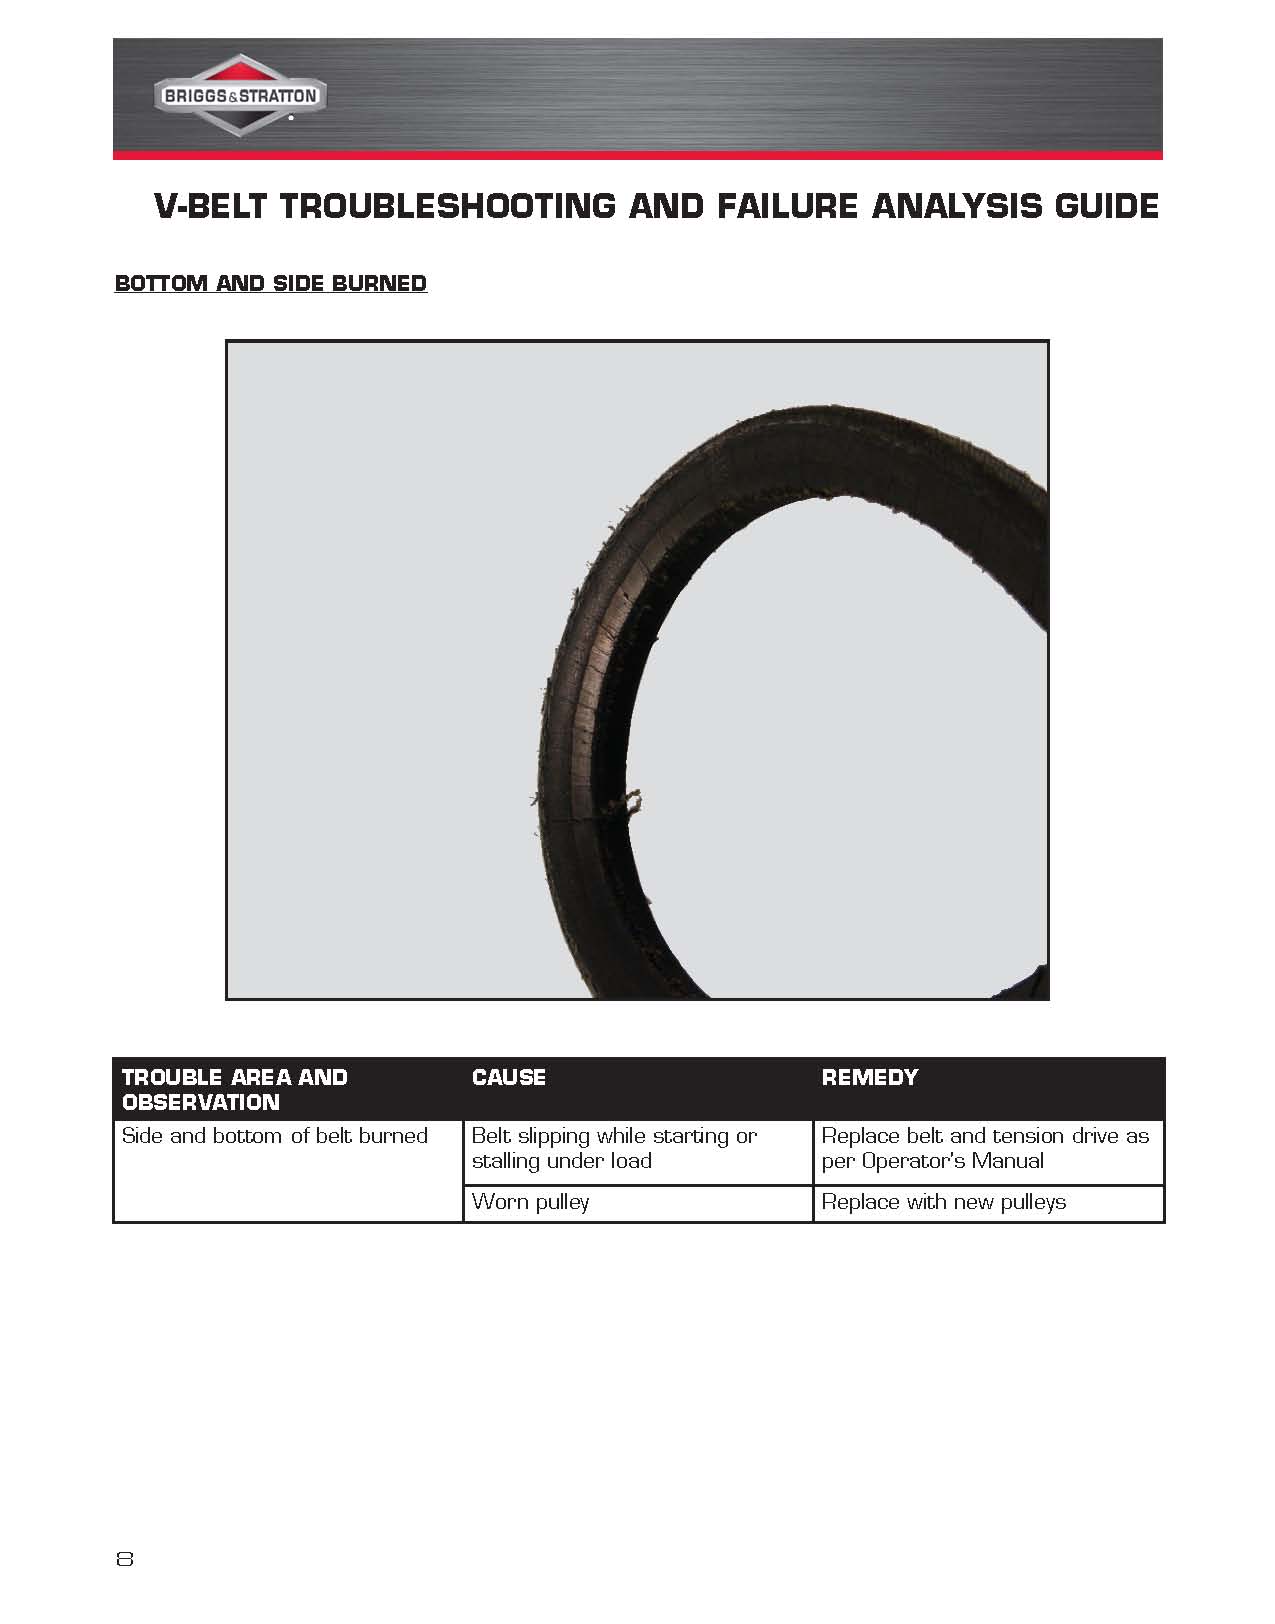 BRIGGS&STRATTON
V-BELT TROUBLESHOOTING AND FAILURE ANALYSIS GUIDE
BOTTOM AND SIDE BURNED
TROUBLE AREA AND
OBSERVATION
CAUSE
REMEDY
Side and bottom of belt burned
Belt slipping while starting or
stalling under load
Replace belt and tension drive as
per Operator's Manual
Worn pulley
Replace with new pulleys
8